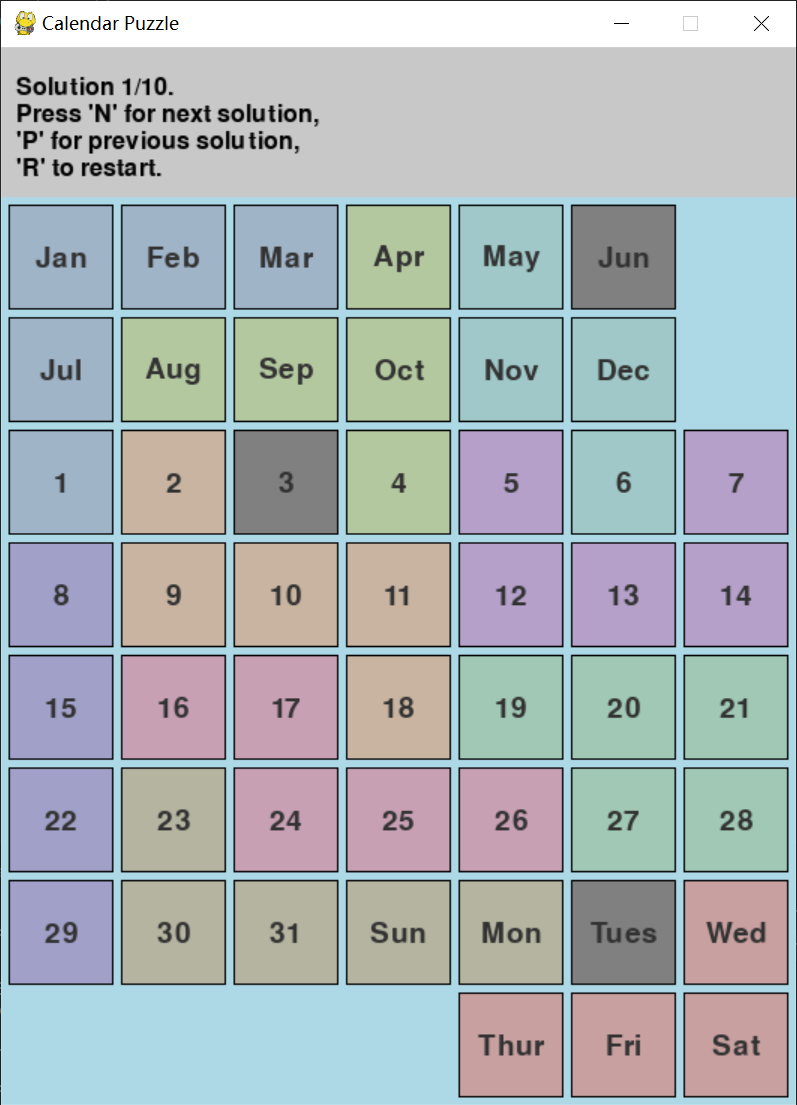 Calendar Puzzle
Solution 1/10.
Press 'N' for next solution,
'P' for previous solution,
'R' to restart.
Jan Feb Mar Apr May Jun
Jul Aug Sep Oct Nov Dec
1 2 3 4 5 6 7
8 9 10 11 12 13 14
15 16 17 18 19 20 21
22 23 24 25 26 27 28
29 30 31 Sun Mon Tues Wed
Thur Fri Sat